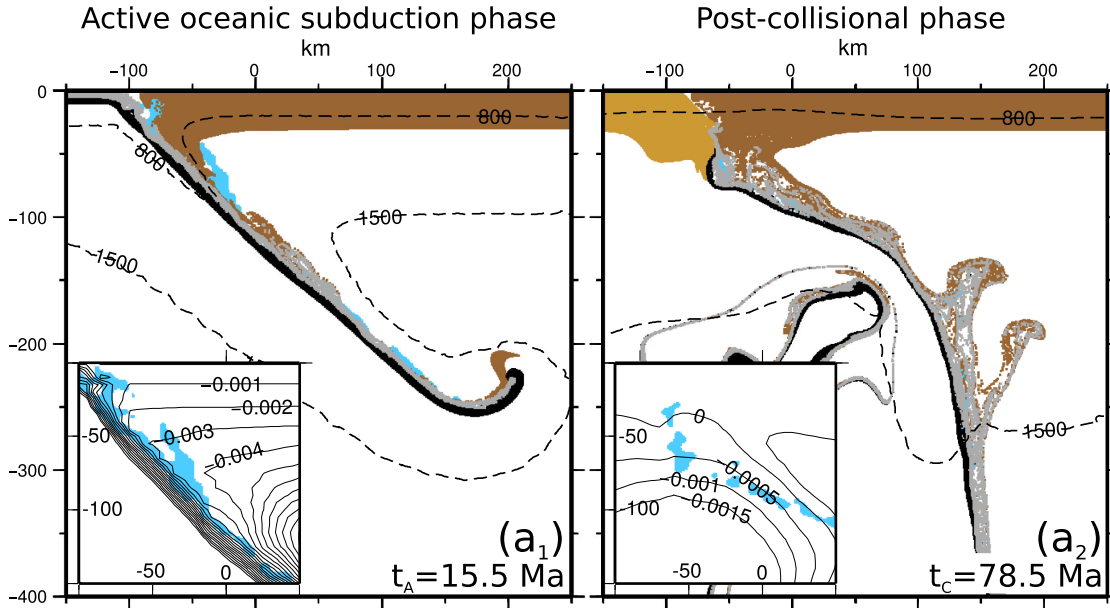 Active oceanic subduction phase
Post-collisional phase
km
km
−100 0 100 200
−100 0 100 200
0
−100
−200
−300
−400
800
800
1500
1500
800
1500
−0.001
−0.002
−0.003
−0.004
−50
−100
−50 0
0
−0.0005
−0.001
−0.0015
−50
−100
−50 0
(a1)
tA=15.5 Ma
(a2)
tC=78.5 Ma